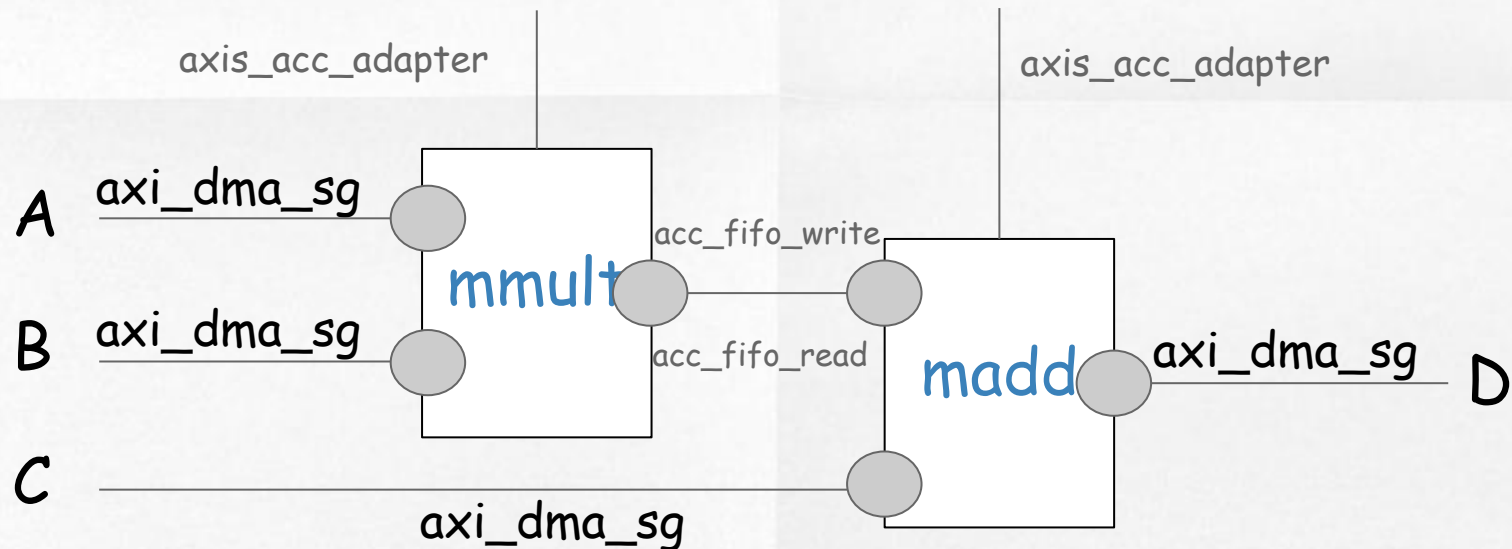 axis_acc_adapter
axis_acc_adapter
A
axi_dma_sg
mmult
acc_fifo_write
B
axi_dma_sg
acc_fifo_read
madd
axi_dma_sg
D
C
axi_dma_sg